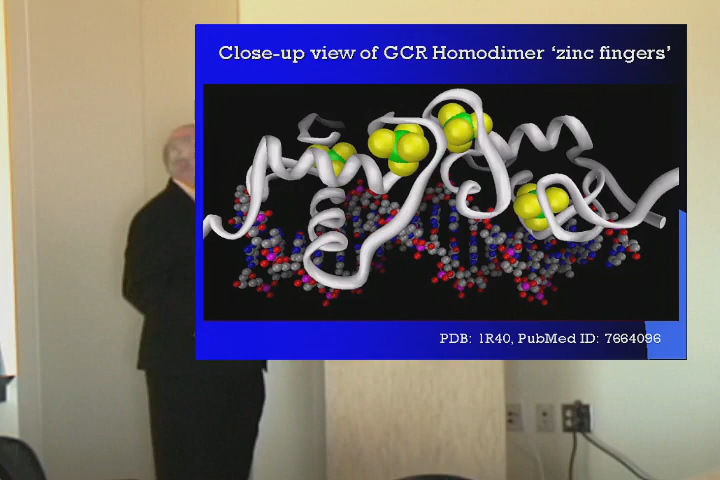 Close-up view of GCR Homodimer ‘zinc fingers’
PDB: 1R40, PubMed ID: 7664096